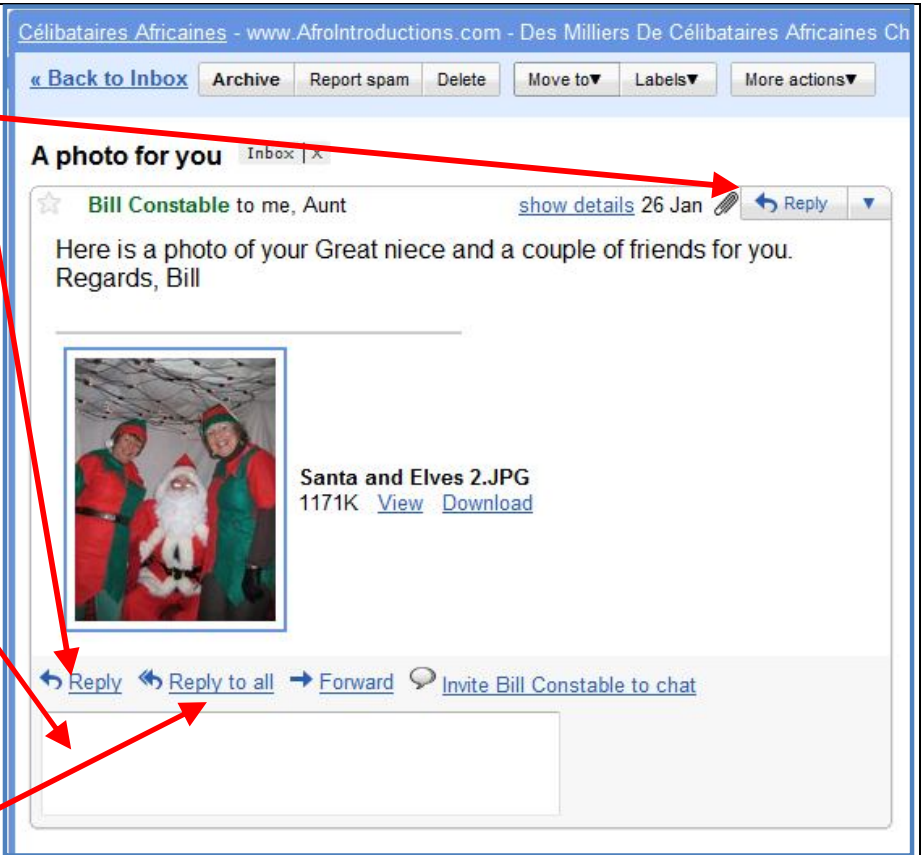 Célibataires Africaines - www.AfroIntroductions.com - Des Milliers De Célibataires Africaines Ch
« Back to Inbox Archive Report spam Delete Move to▼ Labels▼ More actions▼
A photo for you Inbox | X
Bill Constable to me, Aunt show details 26 Jan Reply ▼
Here is a photo of your Great niece and a couple of friends for you.
Regards, Bill
Santa and Elves 2.JPG
1171K View Download
Reply Reply to all Forward Invite Bill Constable to chat